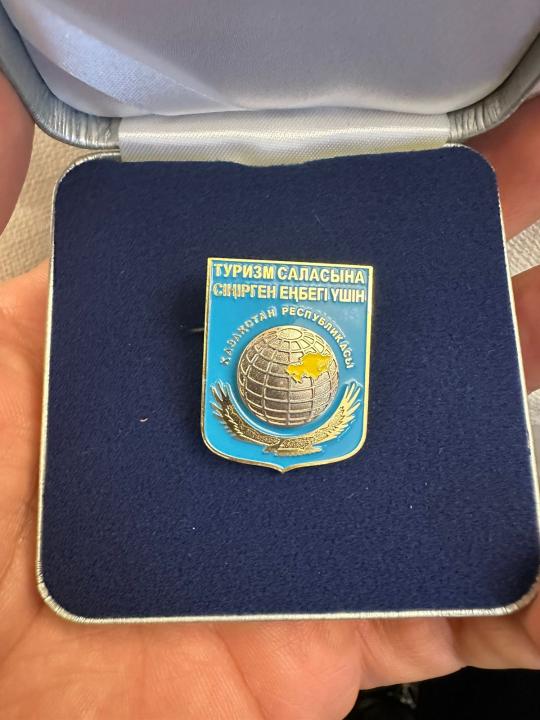 ТУРИЗМ САЛАСЫНА
СІҢІРГЕН ЕҢБЕГІ ҮШІН
ҚАЗАҚСТАН РЕСПУБЛИКАСЫ